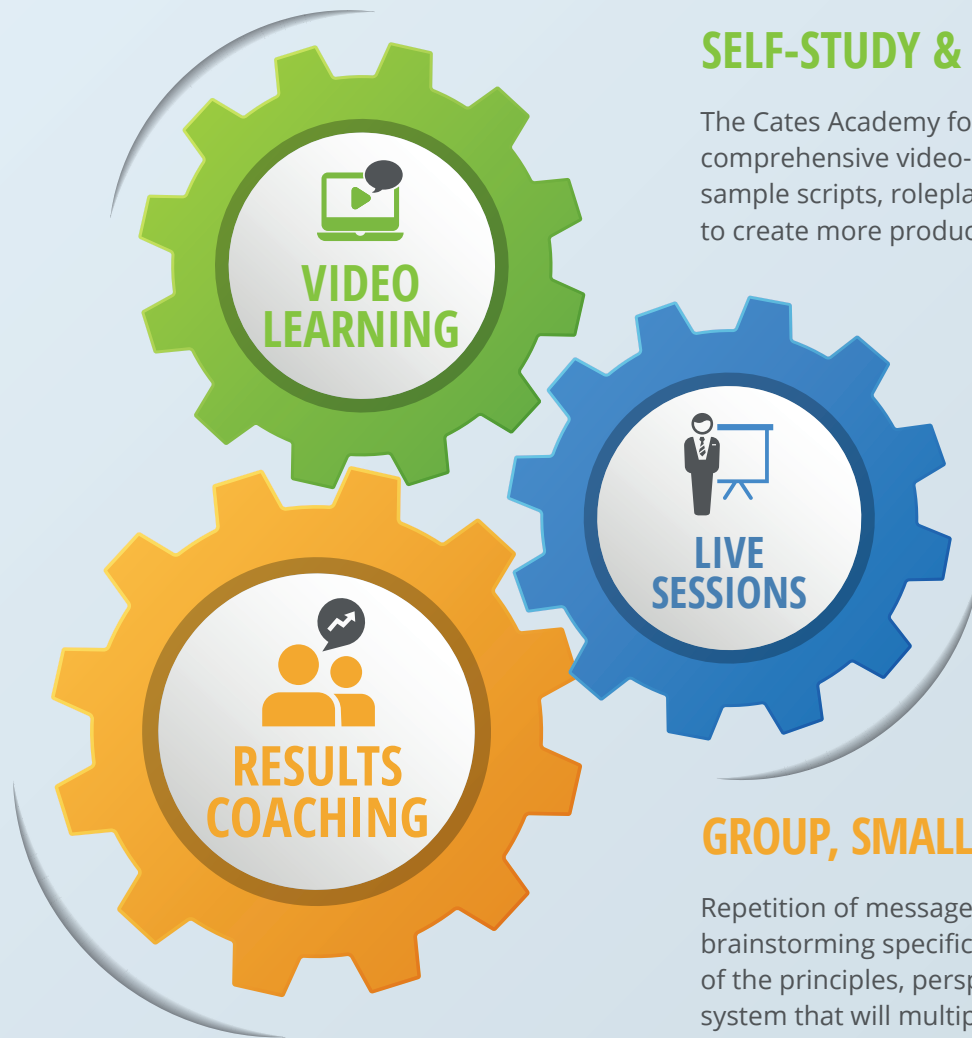 SELF-STUDY &
The Cates Academy fo
comprehensive video-
sample scripts, rolepla
to create more produc
VIDEO
LEARNING
LIVE
SESSIONS
RESULTS
COACHING
GROUP, SMALL
Repetition of message
brainstorming specific
of the principles, persp
system that will multip